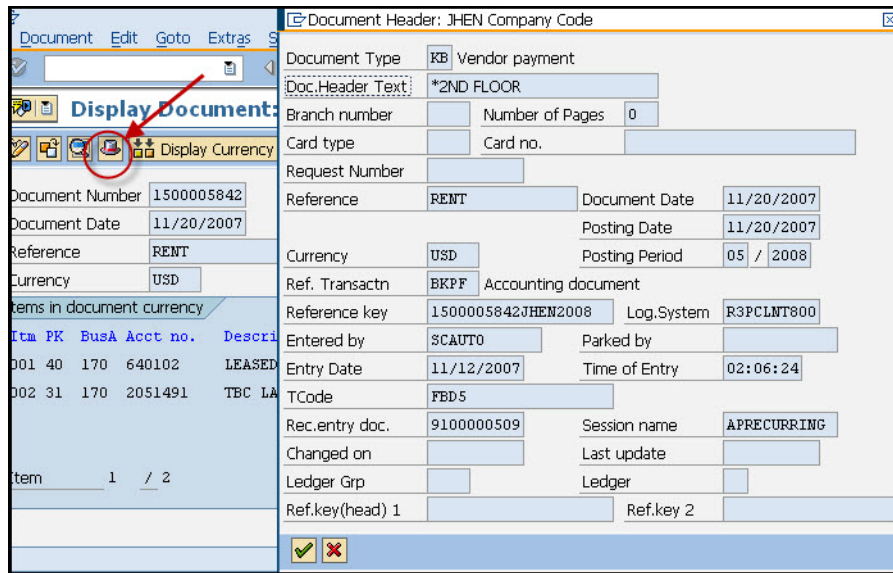 Document Edit Goto Extras S
Display Document:
Display Currency
Document Number 1500005842
Document Date 11/20/2007
Reference RENT
Currency USD
Items in document currency
Itm PK BusA Acct no. Descri
001 40 170 640102 LEASED
002 31 170 2051491 TBC LA
Item 1 / 2
Document Header: JHEN Company Code
Document Type KB Vendor payment
Doc.Header Text *2ND FLOOR
Branch number Number of Pages 0
Card type Card no.
Request Number
Reference RENT Document Date 11/20/2007
Posting Date 11/20/2007
Currency USD Posting Period 05 / 2008
Ref. Transactn BKPF Accounting document
Reference key 1500005842JHEN2008 Log.System R3PCLNT800
Entered by SCAUTO Parked by
Entry Date 11/12/2007 Time of Entry 02:06:24
TCode FBD5
Rec.entry doc. 9100000509 Session name APRECURRING
Changed on Last update
Ledger Grp Ledger
Ref.key(head) 1 Ref.key 2